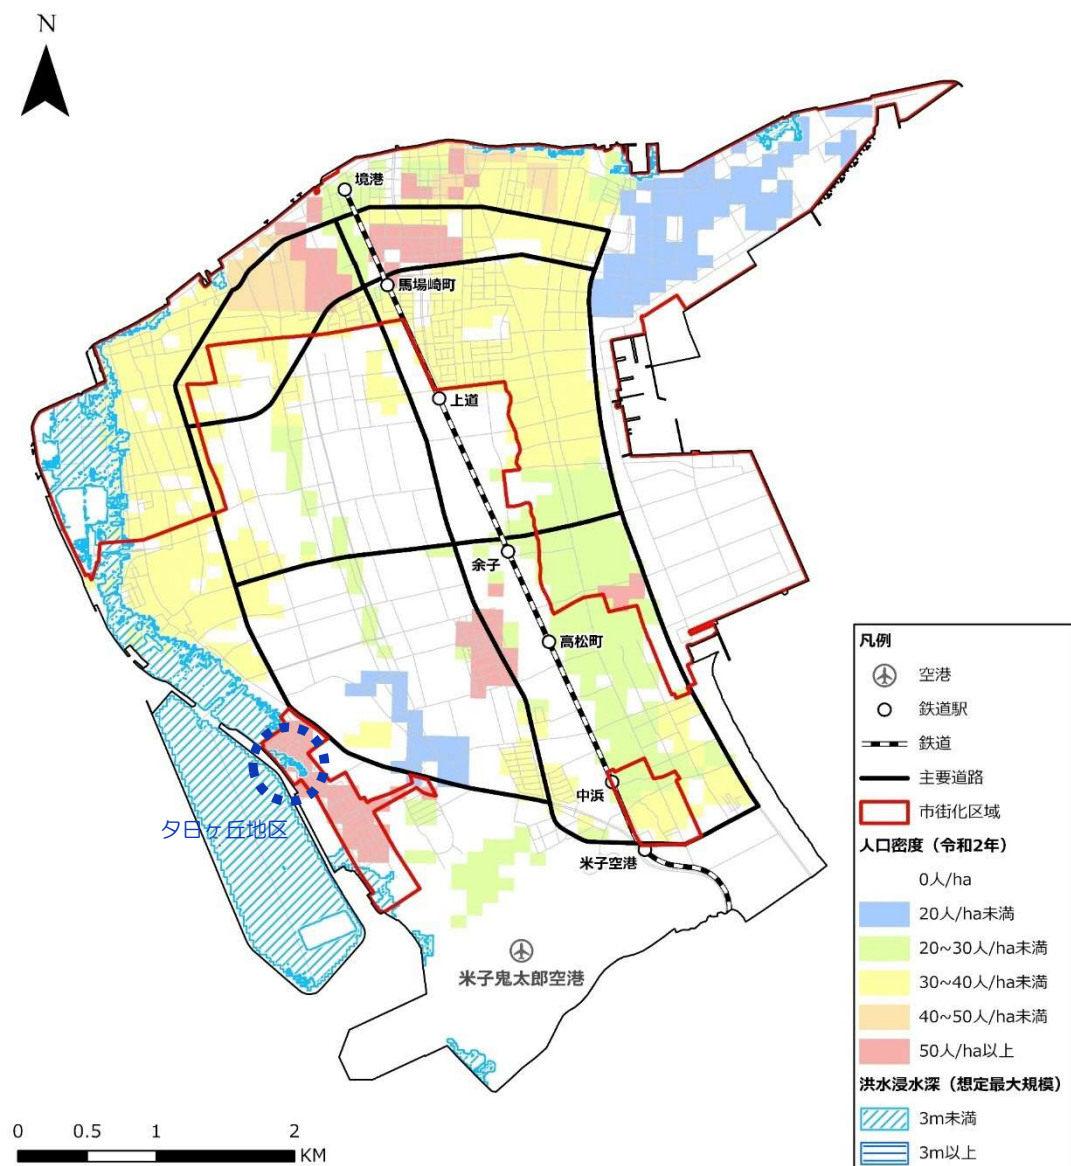 N
境港
馬場崎町
上道
余子
高松町
中浜
米子空港
夕日ヶ丘地区
米子鬼太郎空港
凡例
空港
鉄道駅
鉄道
主要道路
市街化区域
人口密度（令和2年）
0人/ha
20人/ha未満
20~30人/ha未満
30~40人/ha未満
40~50人/ha未満
50人/ha以上
洪水浸水深（想定最大規模）
3m未満
3m以上
0 0.5 1 2
KM